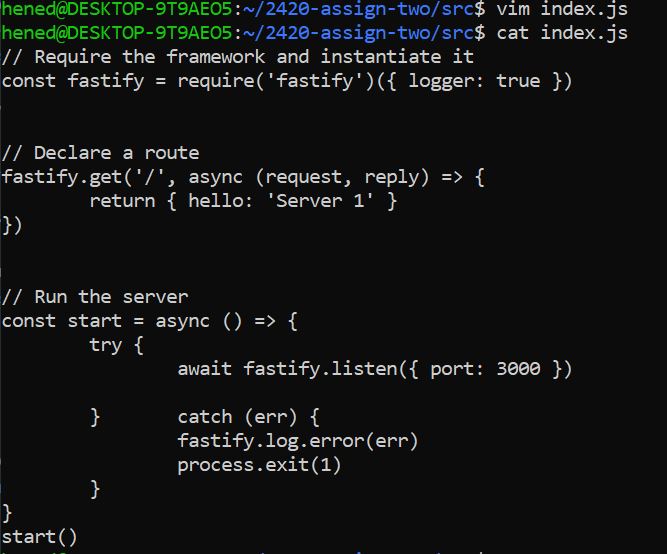 hened@DESKTOP-9T9AEO5:~/2420-assign-two/src$ vim index.js
hened@DESKTOP-9T9AEO5:~/2420-assign-two/src$ cat index.js
// Require the framework and instantiate it
const fastify = require('fastify')({ logger: true })
// Declare a route
fastify.get('/', async (request, reply) => {
        return { hello: 'Server 1' }
})
// Run the server
const start = async () => {
        try {
                await fastify.listen({ port: 3000 })
        }       catch (err) {
                fastify.log.error(err)
                process.exit(1)
        }
}
start()